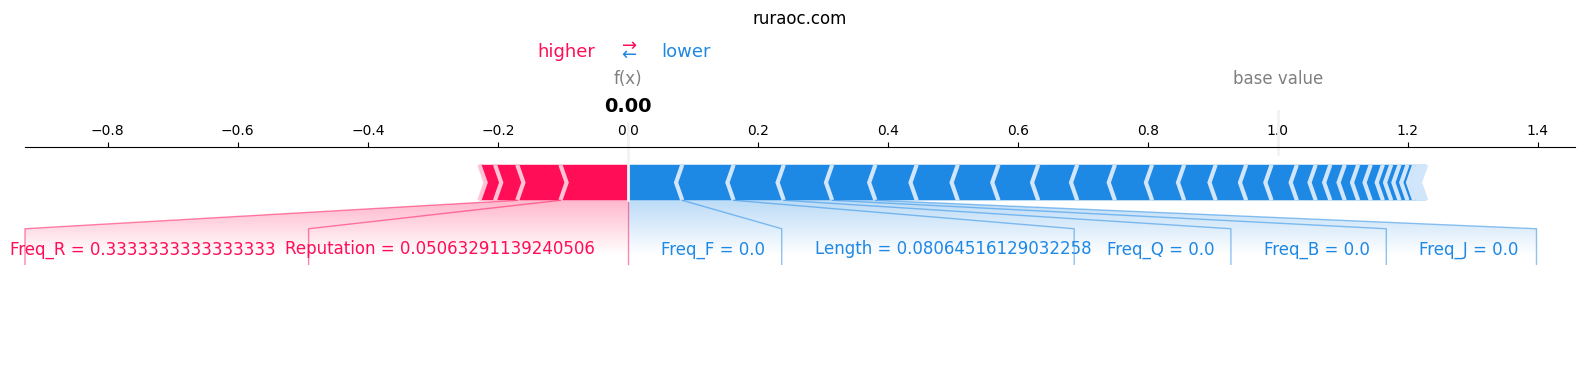 ruraoc.com
higher ⇄ lower
f(x) base value
0.00
−0.8 −0.6 −0.4 −0.2 0.0 0.2 0.4 0.6 0.8 1.0 1.2 1.4
Freq_R = 0.3333333333333333 Reputation = 0.05063291139240506 Freq_F = 0.0 Length = 0.08064516129032258 Freq_Q = 0.0 Freq_B = 0.0 Freq_J = 0.0